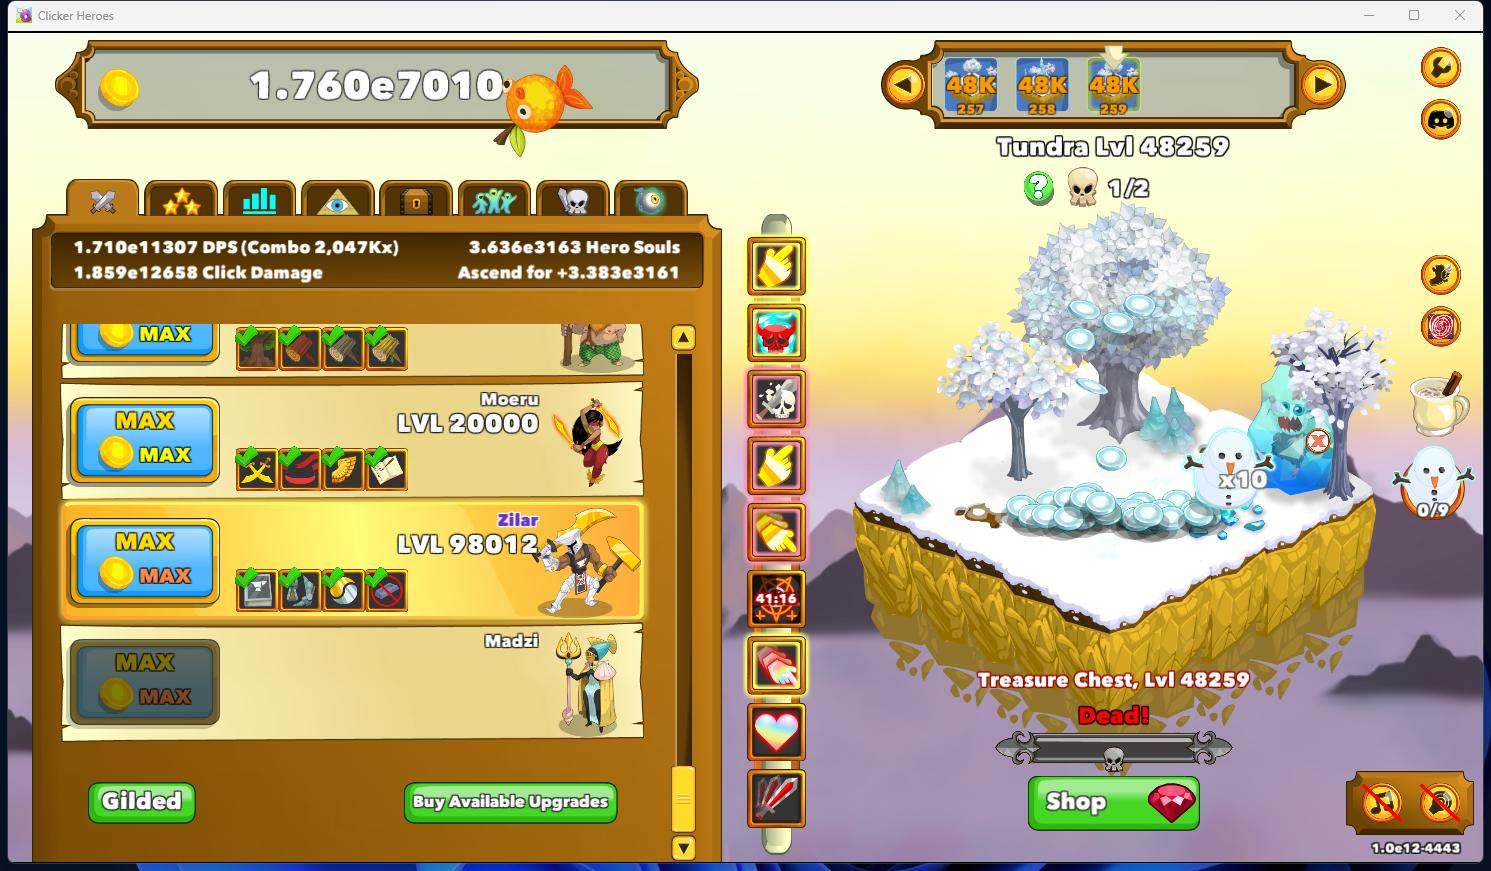 Clicker Heroes
1.760e7010
48K
257
48K
258
48K
259
Tundra Lvl 48259
?
1/2
1.710e11307 DPS (Combo 2,047Kx)
3.636e3163 Hero Souls
1.859e12658 Click Damage
Ascend for +3.383e3161
MAX
Moeru
LVL 20000
MAX
MAX
Zilar
LVL 98012
MAX
MAX
Madzi
MAX
MAX
Gilded
Buy Available Upgrades
41:16
x10
X
0/9
Treasure Chest, Lvl 48259
Dead!
Shop
1.0e12-4443